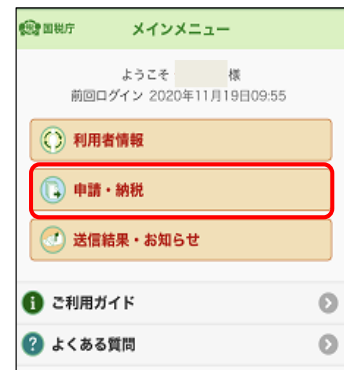 国税庁 メインメニュー
ようこそ 様
前回ログイン 2020年11月19日09:55
利用者情報
申請・納税
送信結果・お知らせ
ご利用ガイド
よくある質問